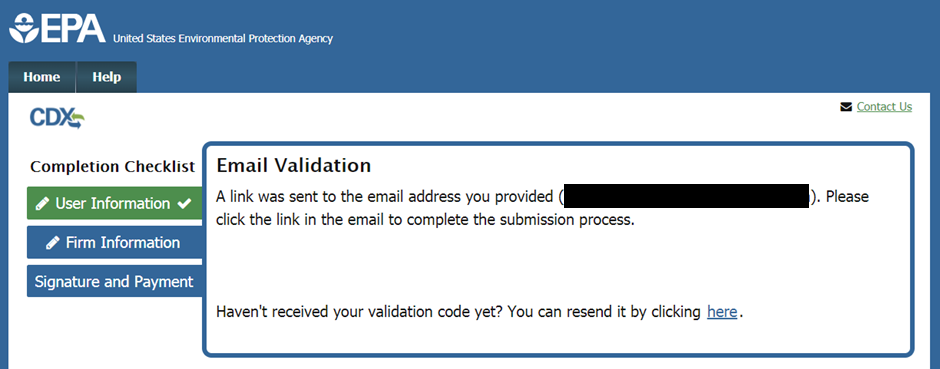 EPA United States Environmental Protection Agency
Home Help
CDX
Contact Us
Completion Checklist
User Information
Firm Information
Signature and Payment
Email Validation
A link was sent to the email address you provided ( ). Please
click the link in the email to complete the submission process.
Haven't received your validation code yet? You can resend it by clicking here.